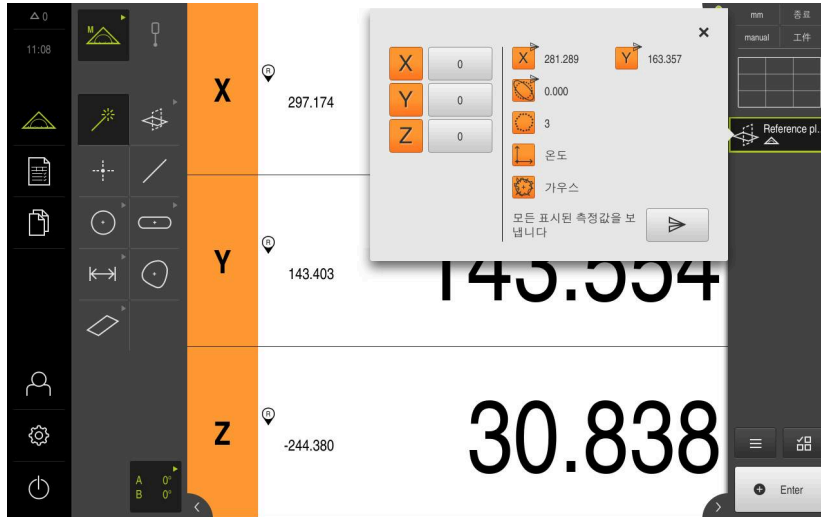 0
11:08
M
A 0°
B 0°
X
R
297.174
Y
R
143.403
143.554
Z
R
-244.380
30.838
X 0
Y 0
Z 0
X 281.289 Y 163.357
0.000
3
온도
가우스
모든 표시된 측정값을 보
냅니다
mm 종료
manual 工件
Reference pl.
Enter